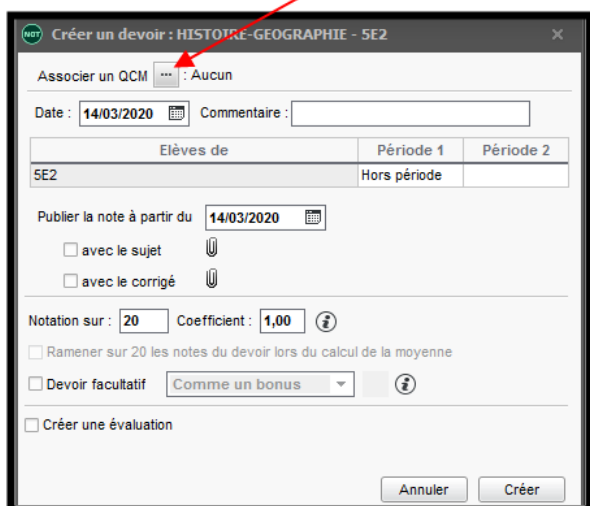 NOT Créer un devoir : HISTOIRE-GEOGRAPHIE - 5E2
Associer un QCM ... : Aucun
Date : 14/03/2020 Commentaire :
Elèves de Période 1 Période 2
5E2 Hors période
Publier la note à partir du 14/03/2020
avec le sujet
avec le corrigé
Notation sur : 20 Coefficient : 1,00 i
Ramener sur 20 les notes du devoir lors du calcul de la moyenne
Devoir facultatif Comme un bonus i
Créer une évaluation
Annuler Créer